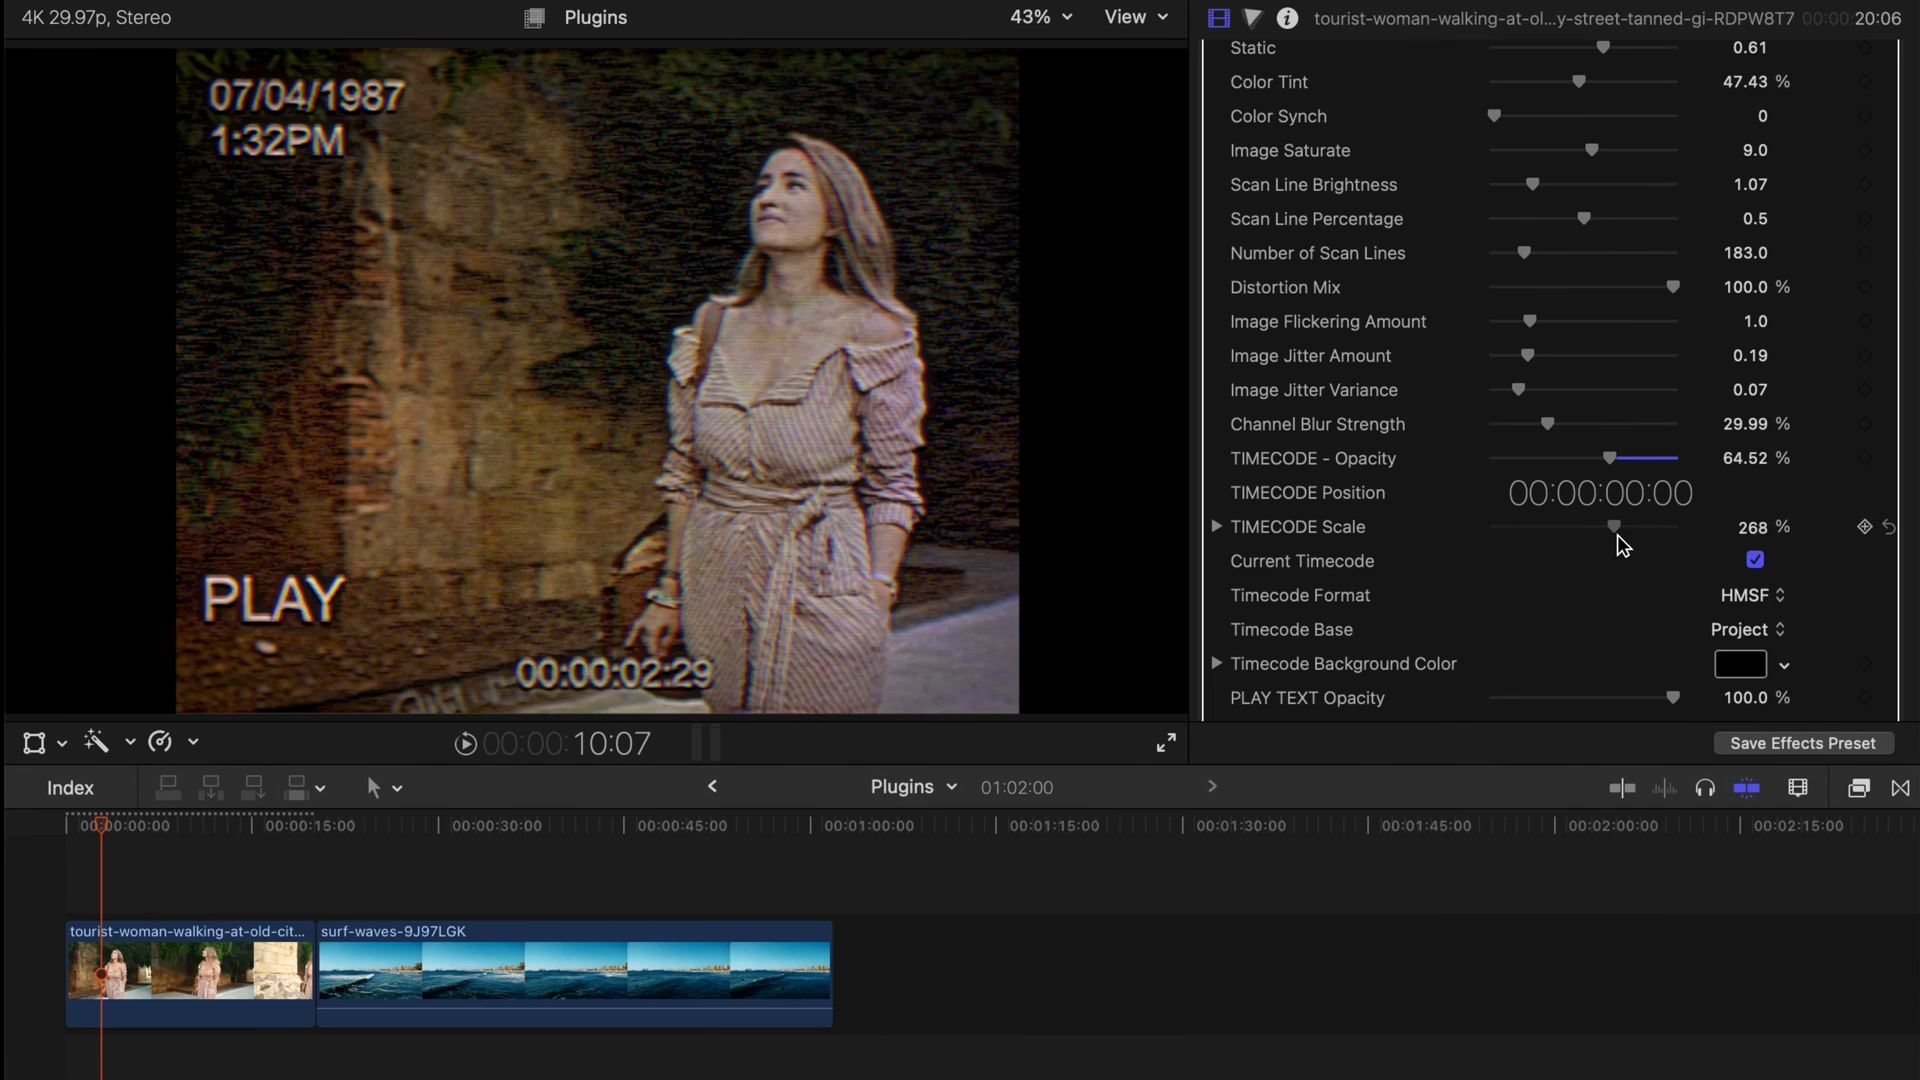 4K 29.97p, Stereo
Plugins
43%
View
tourist-woman-walking-at-ol...y-street-tanned-gi-RDPW8T7
00:00:20:06
07/04/1987
1:32PM
PLAY
00:00:02:29
Static 0.61
Color Tint 47.43 %
Color Synch 0
Image Saturate 9.0
Scan Line Brightness 1.07
Scan Line Percentage 0.5
Number of Scan Lines 183.0
Distortion Mix 100.0 %
Image Flickering Amount 1.0
Image Jitter Amount 0.19
Image Jitter Variance 0.07
Channel Blur Strength 29.99 %
TIMECODE - Opacity 64.52 %
TIMECODE Position 00:00:00:00
TIMECODE Scale 268 %
Current Timecode
Timecode Format HMSF
Timecode Base Project
Timecode Background Color
PLAY TEXT Opacity 100.0 %
00:00:10:07
Save Effects Preset
Index
Plugins
01:02:00
00:00:00:00 00:00:15:00 00:00:30:00 00:00:45:00 00:01:00:00 00:01:15:00 00:01:30:00 00:01:45:00 00:02:00:00 00:02:15:00
tourist-woman-walking-at-old-cit...
surf-waves-9J97LGK